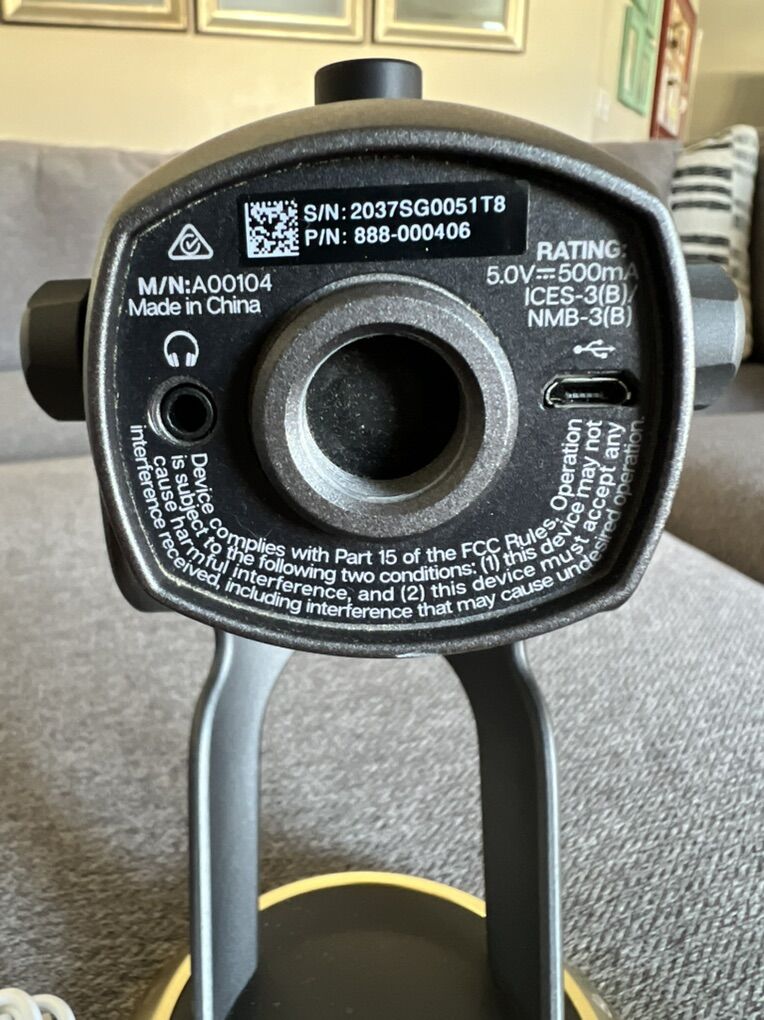 S/N: 2037SG0051T8
P/N: 888-000406
M/N:A00104
Made in China
RATING:
5.0V⎓500mA
ICES-3(B)/
NMB-3(B)
Device complies with Part 15 of the FCC Rules. Operation
is subject to the following two conditions: (1) this device may not
cause harmful interference, and (2) this device must accept any
interference received, including interference that may cause undesired operation.